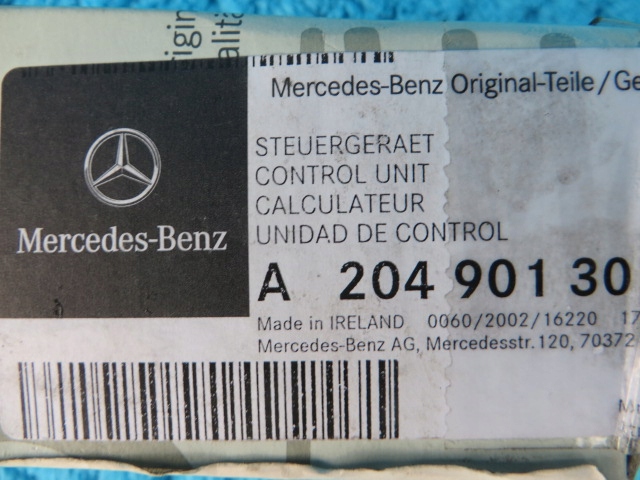 Mercedes-Benz Original-Teile/Ge
STEUERGERAET
CONTROL UNIT
CALCULATEUR
UNIDAD DE CONTROL
Mercedes-Benz
A 204 901 30
Made in IRELAND 0060/2002/16220 17
Mercedes-Benz AG, Mercedesstr. 120, 70372